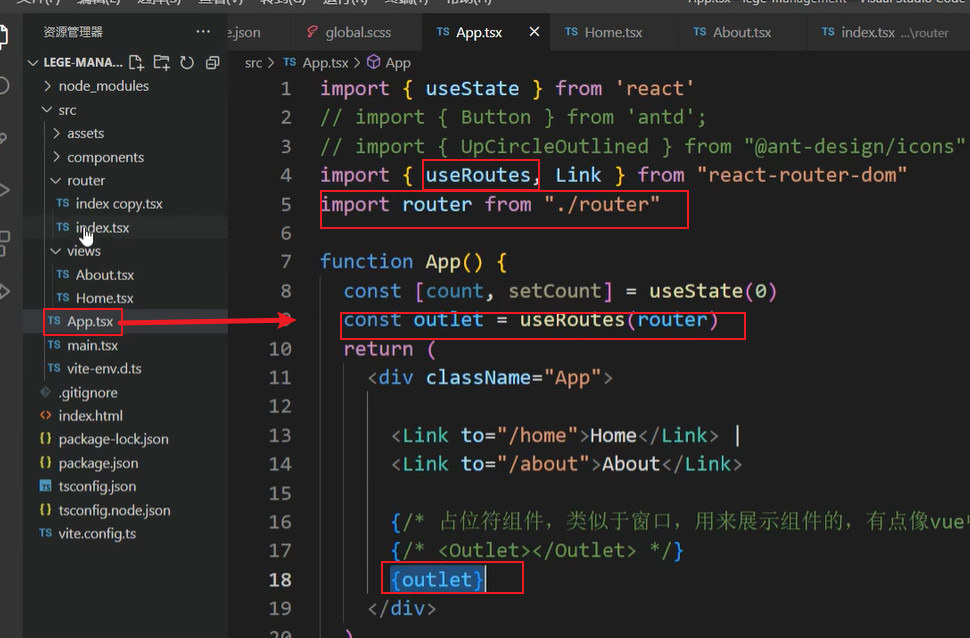 资源管理器
···
e.json
global.scss
TS App.tsx ×
TS Home.tsx
TS About.tsx
TS index.tsx ...\router
LEGE-MANA...
src > TS App.tsx > App
> node_modules
src
> assets
> components
router
TS index copy.tsx
TS index.tsx
views
TS About.tsx
TS Home.tsx
TS App.tsx
TS main.tsx
TS vite-env.d.ts
.gitignore
<> index.html
{} package-lock.json
{} package.json
TS tsconfig.json
{} tsconfig.node.json
TS vite.config.ts
1 import { useState } from 'react'
2 // import { Button } from 'antd';
3 // import { UpCircleOutlined } from "@ant-design/icons"
4 import { useRoutes, Link } from "react-router-dom"
5 import router from "./router"
6
7 function App() {
8 const [count, setCount] = useState(0)
const outlet = useRoutes(router)
10 return (
11 <div className="App">
12
13 <Link to="/home">Home</Link> |
14 <Link to="/about">About</Link>
15
16 {/* 占位符组件，类似于窗口，用来展示组件的，有点像vue
17 {/* <Outlet></Outlet> */}
18 {outlet}
19 </div>
20 )